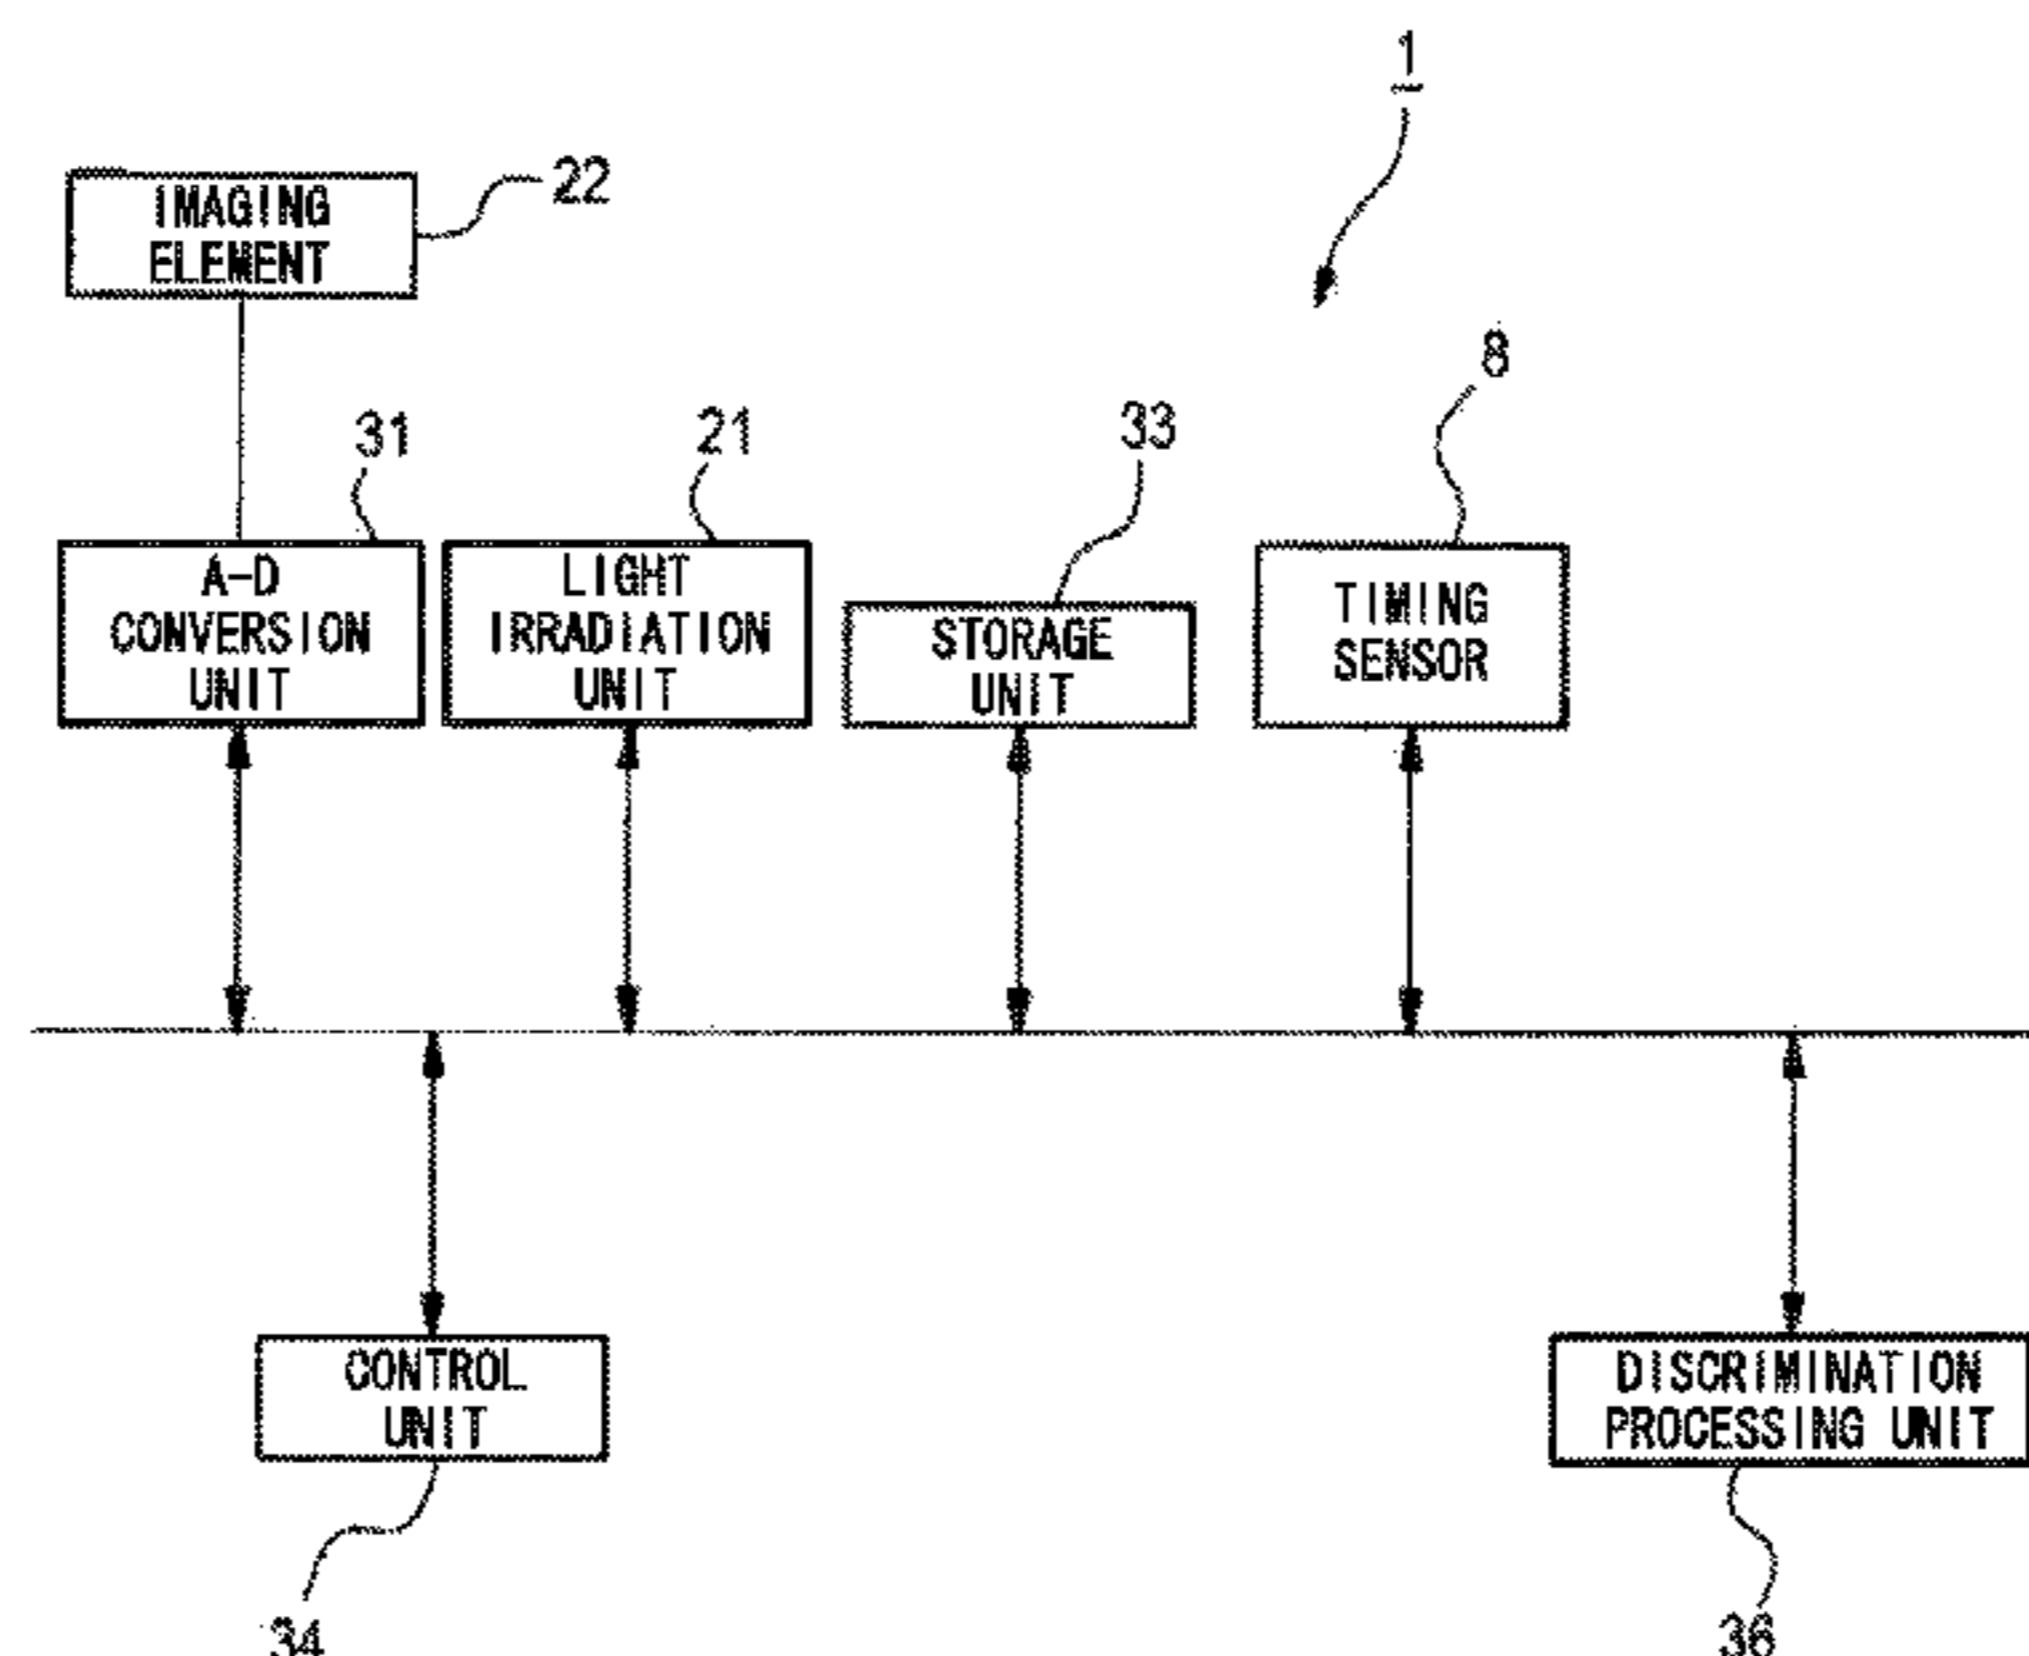 1
IMAGING
ELEMENT
22
8
31
21
33
A-D
CONVERSION
UNIT
LIGHT
IRRADIATION
UNIT
STORAGE
UNIT
TIMING
SENSOR
CONTROL
UNIT
DISCRIMINATION
PROCESSING UNIT
34
36